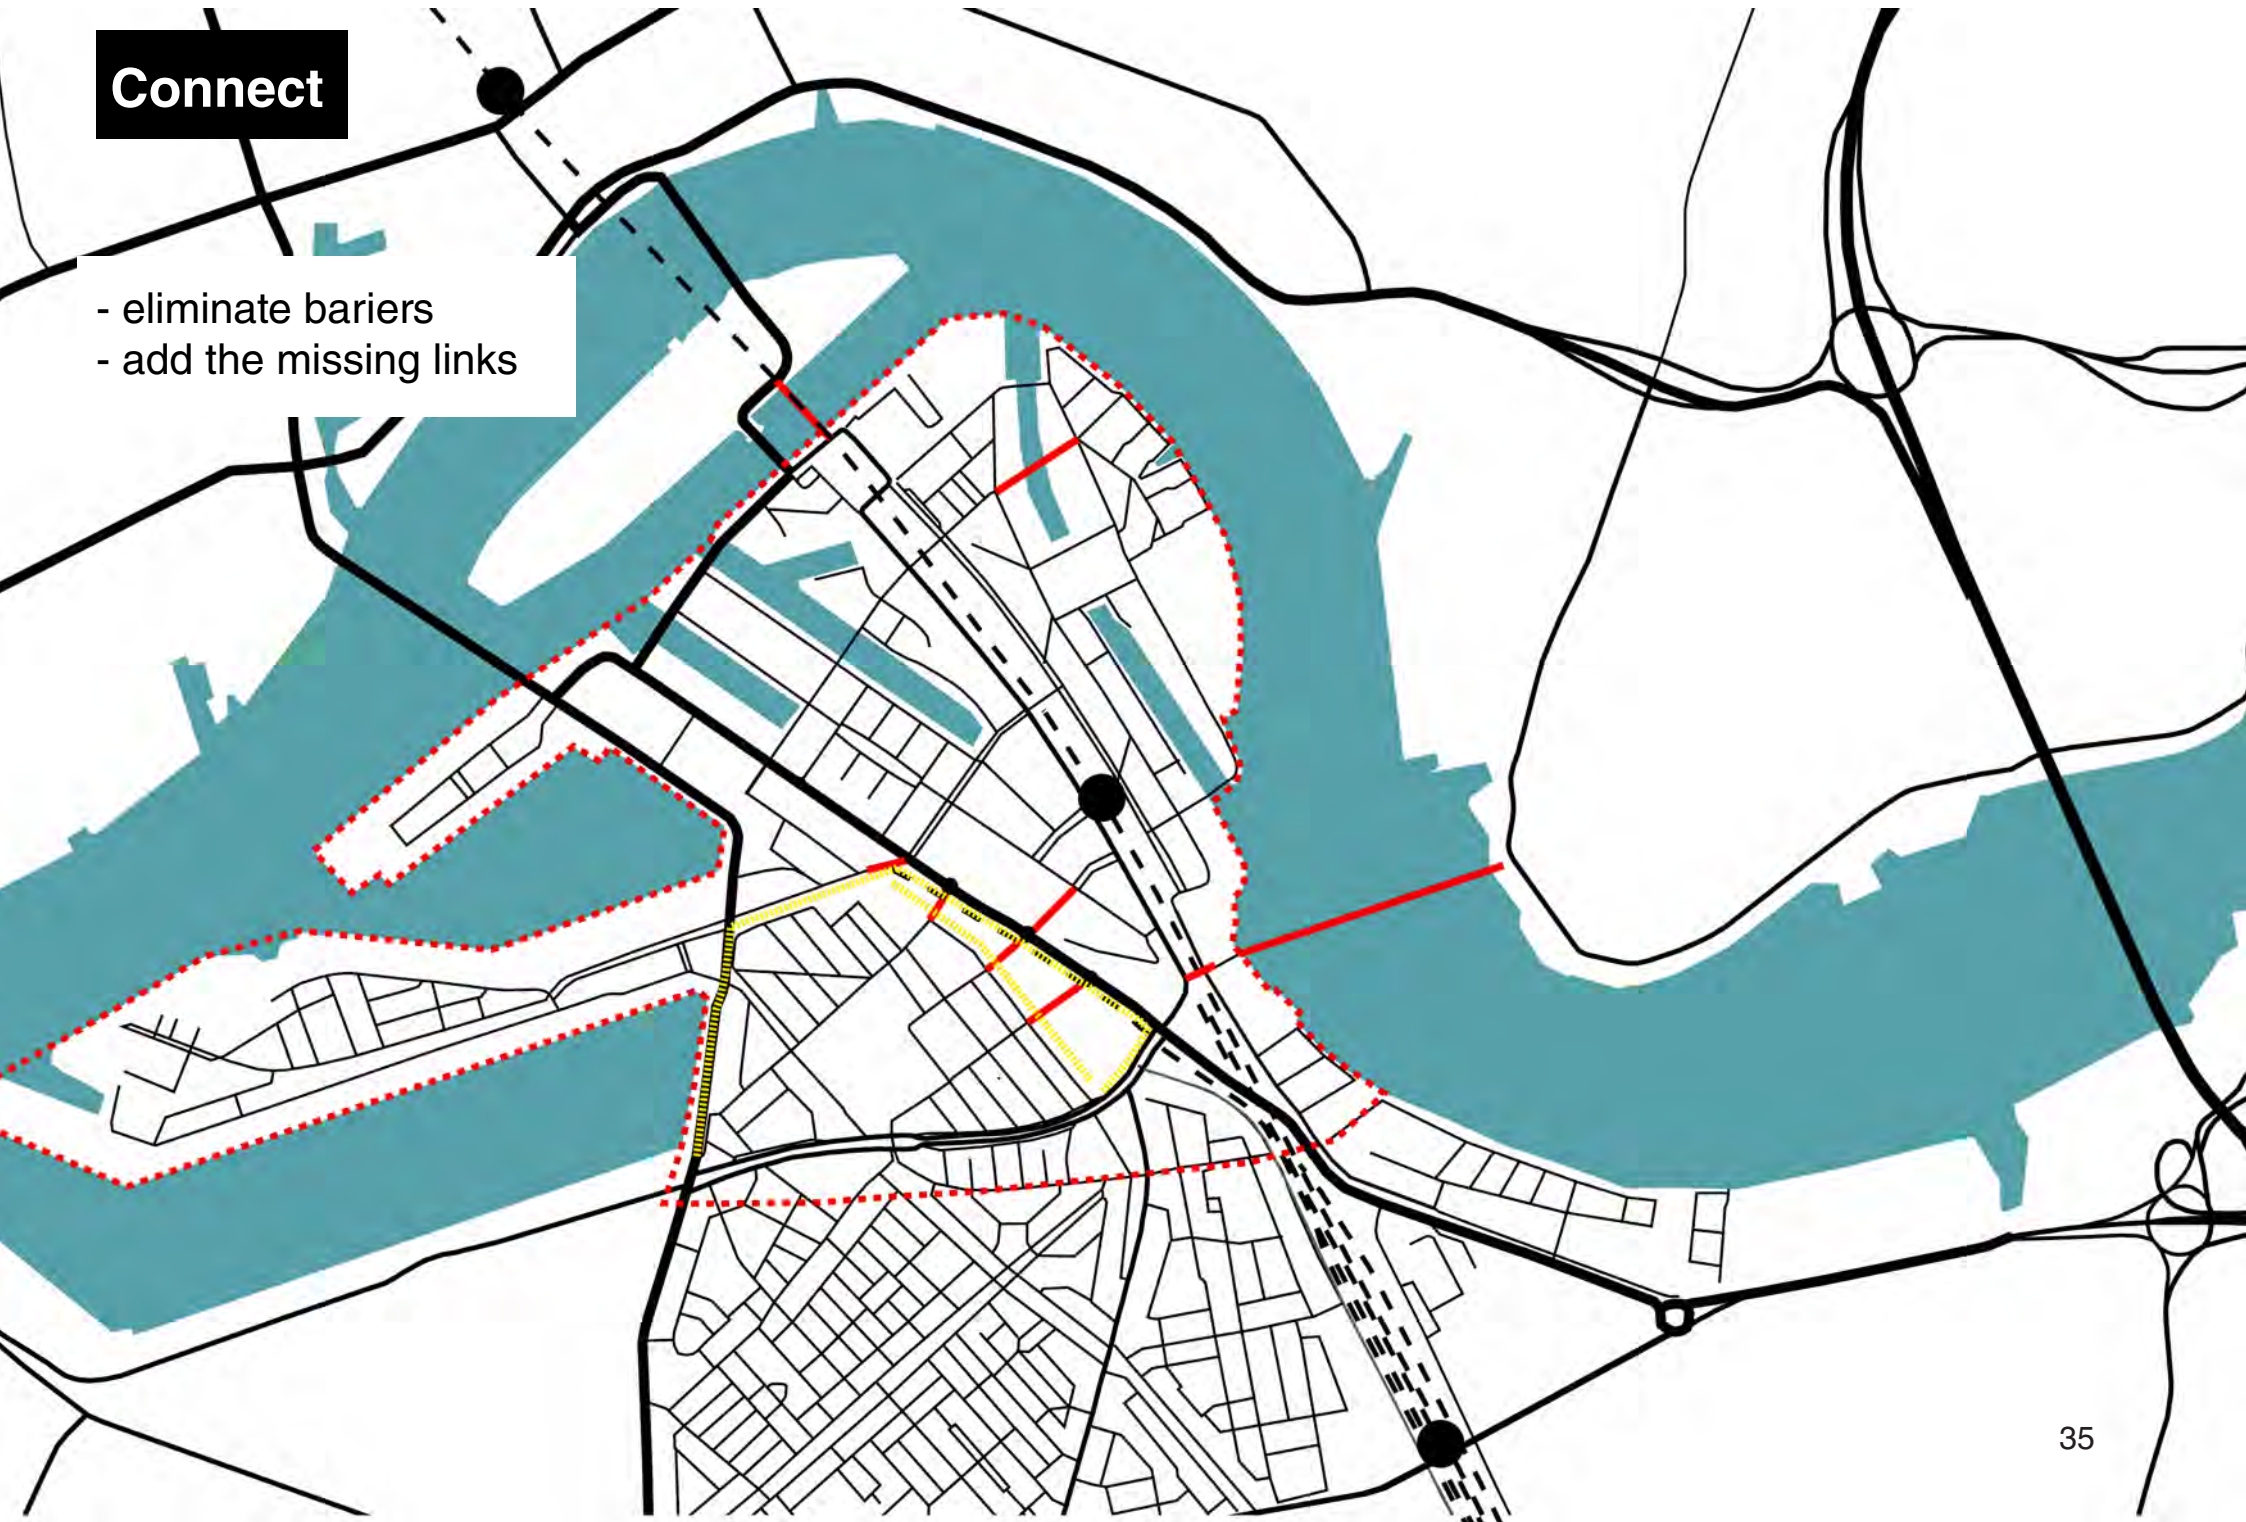 Connect
- eliminate bariers
- add the missing links
35